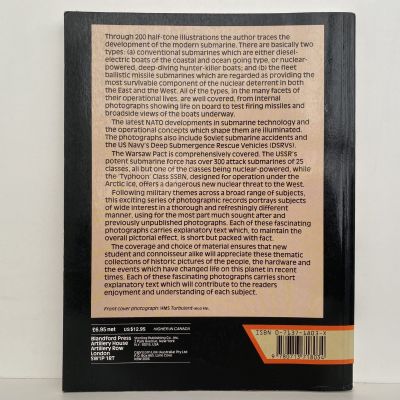 Through 200 half-tone illustrations the author traces the
development of the modern submarine. There are basically two
types: (a) conventional submarines which are either diesel-
electric boats of the coastal and ocean going type, or nuclear-
powered, deep-diving hunter-killer boats; and (b) the fleet
ballistic missile submarines which are regarded as providing the
most survivable component of the nuclear deterrent in both
the East and the West. All of the types, in the many facets of
their operational lives, are well covered, from internal
photographs showing life on board to test firing missiles and
broadside views of the boats underway.
The latest NATO developments in submarine technology and
the operational concepts which shape them are illuminated.
The photographs also include Soviet submarine accidents and
the US Navy's Deep Submergence Rescue Vehicles (DSRVs).
The Warsaw Pact is comprehensively covered. The USSR's
potent submarine force has over 300 attack submarines of 25
classes, all but one of the classes being nuclear-powered, while
the 'Typhoon' Class SSBN, designed for operation under the
Arctic ice, offers a dangerous new nuclear threat to the West.
Following military themes across a broad range of subjects,
this exciting series of photographic records portrays subjects
of wide interest in a thorough and refreshingly different
manner, using for the most part much sought after and
previously unpublished photographs. Each of these fascinating
photographs carries explanatory text which, to maintain the
overall pictorial effect, is short but packed with fact.
The coverage and choice of material ensures that new
student and connoisseur alike will appreciate these thematic
collections of historic pictures of the people, the hardware and
the events which have changed life on this planet in recent
times. Each of these fascinating photographs carries short
explanatory text which will contribute to the readers
enjoyment and understanding of each subject.
Front cover photograph: HMS Turbulent
£6.95 net US $12.95 HIGHER IN CANADA
Blandford Press
Artillery House
Artillery Row
London
SW1P 1RT
Sterling Publishing Co., Inc.
ISBN 0-7137-1803-X